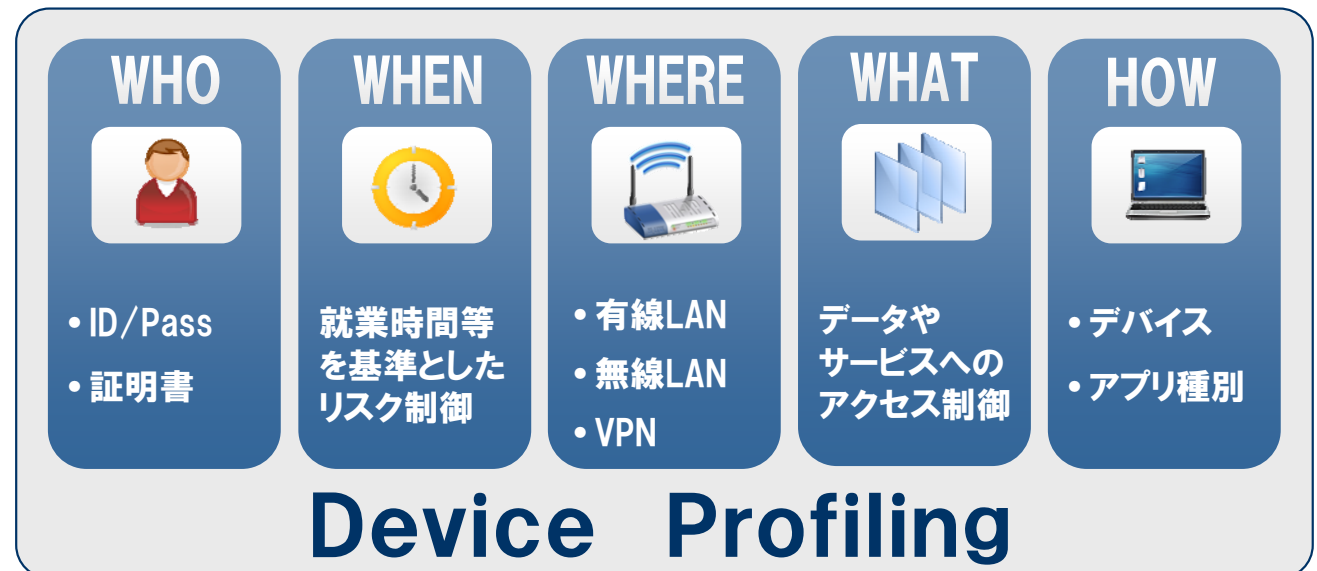 WHO
• ID/Pass
• 証明書
WHEN
就業時間等
を基準とした
リスク制御
WHERE
• 有線LAN
• 無線LAN
• VPN
WHAT
データや
サービスへの
アクセス制御
HOW
• デバイス
• アプリ種別
Device Profiling